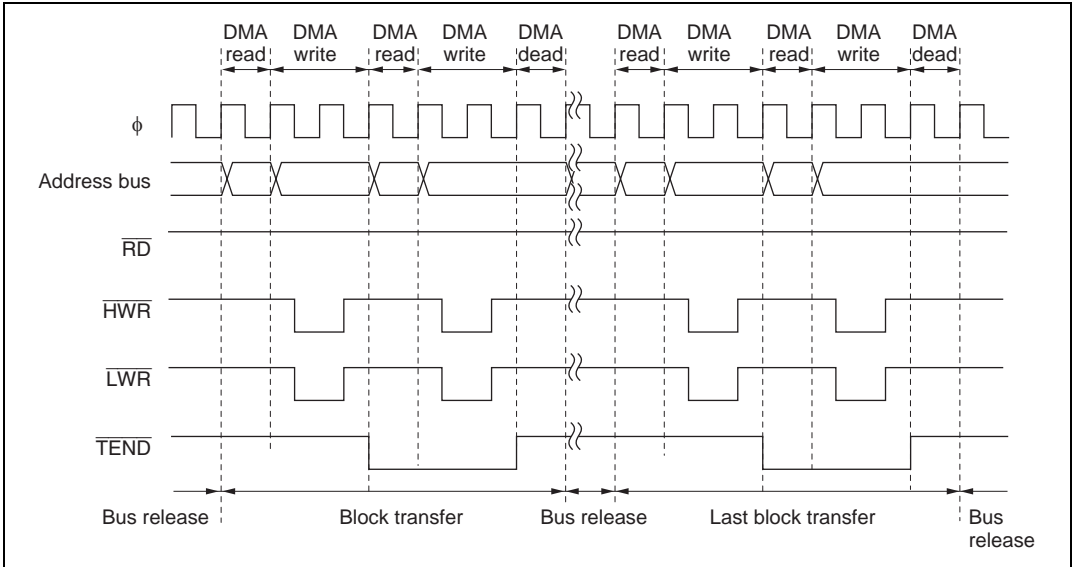 DMA read DMA write DMA read DMA write DMA dead DMA read DMA write DMA read DMA write DMA dead
ϕ
Address bus
RD
HWR
LWR
TEND
Bus release Block transfer Bus release Last block transfer Bus release